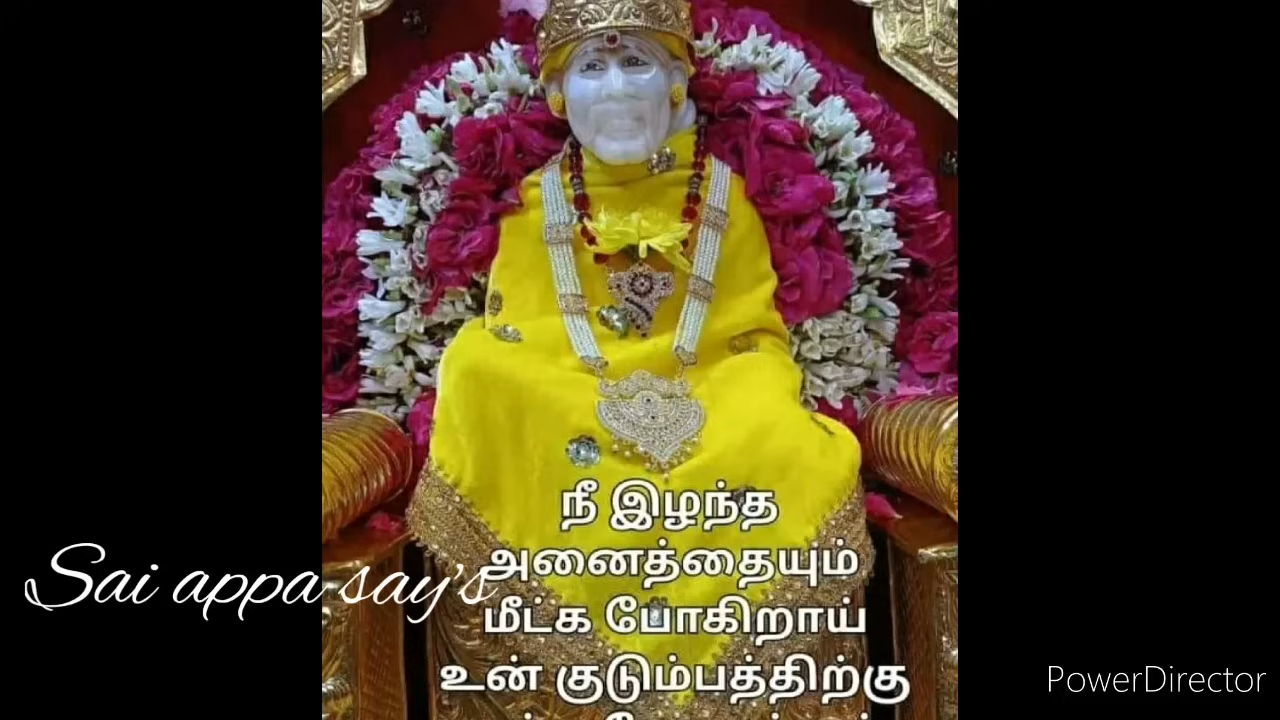 நீ இழந்த
அனைத்தையும்
Sai appa say's
மீட்க போகிறாய்
உன் குடும்பத்திற்கு
PowerDirector